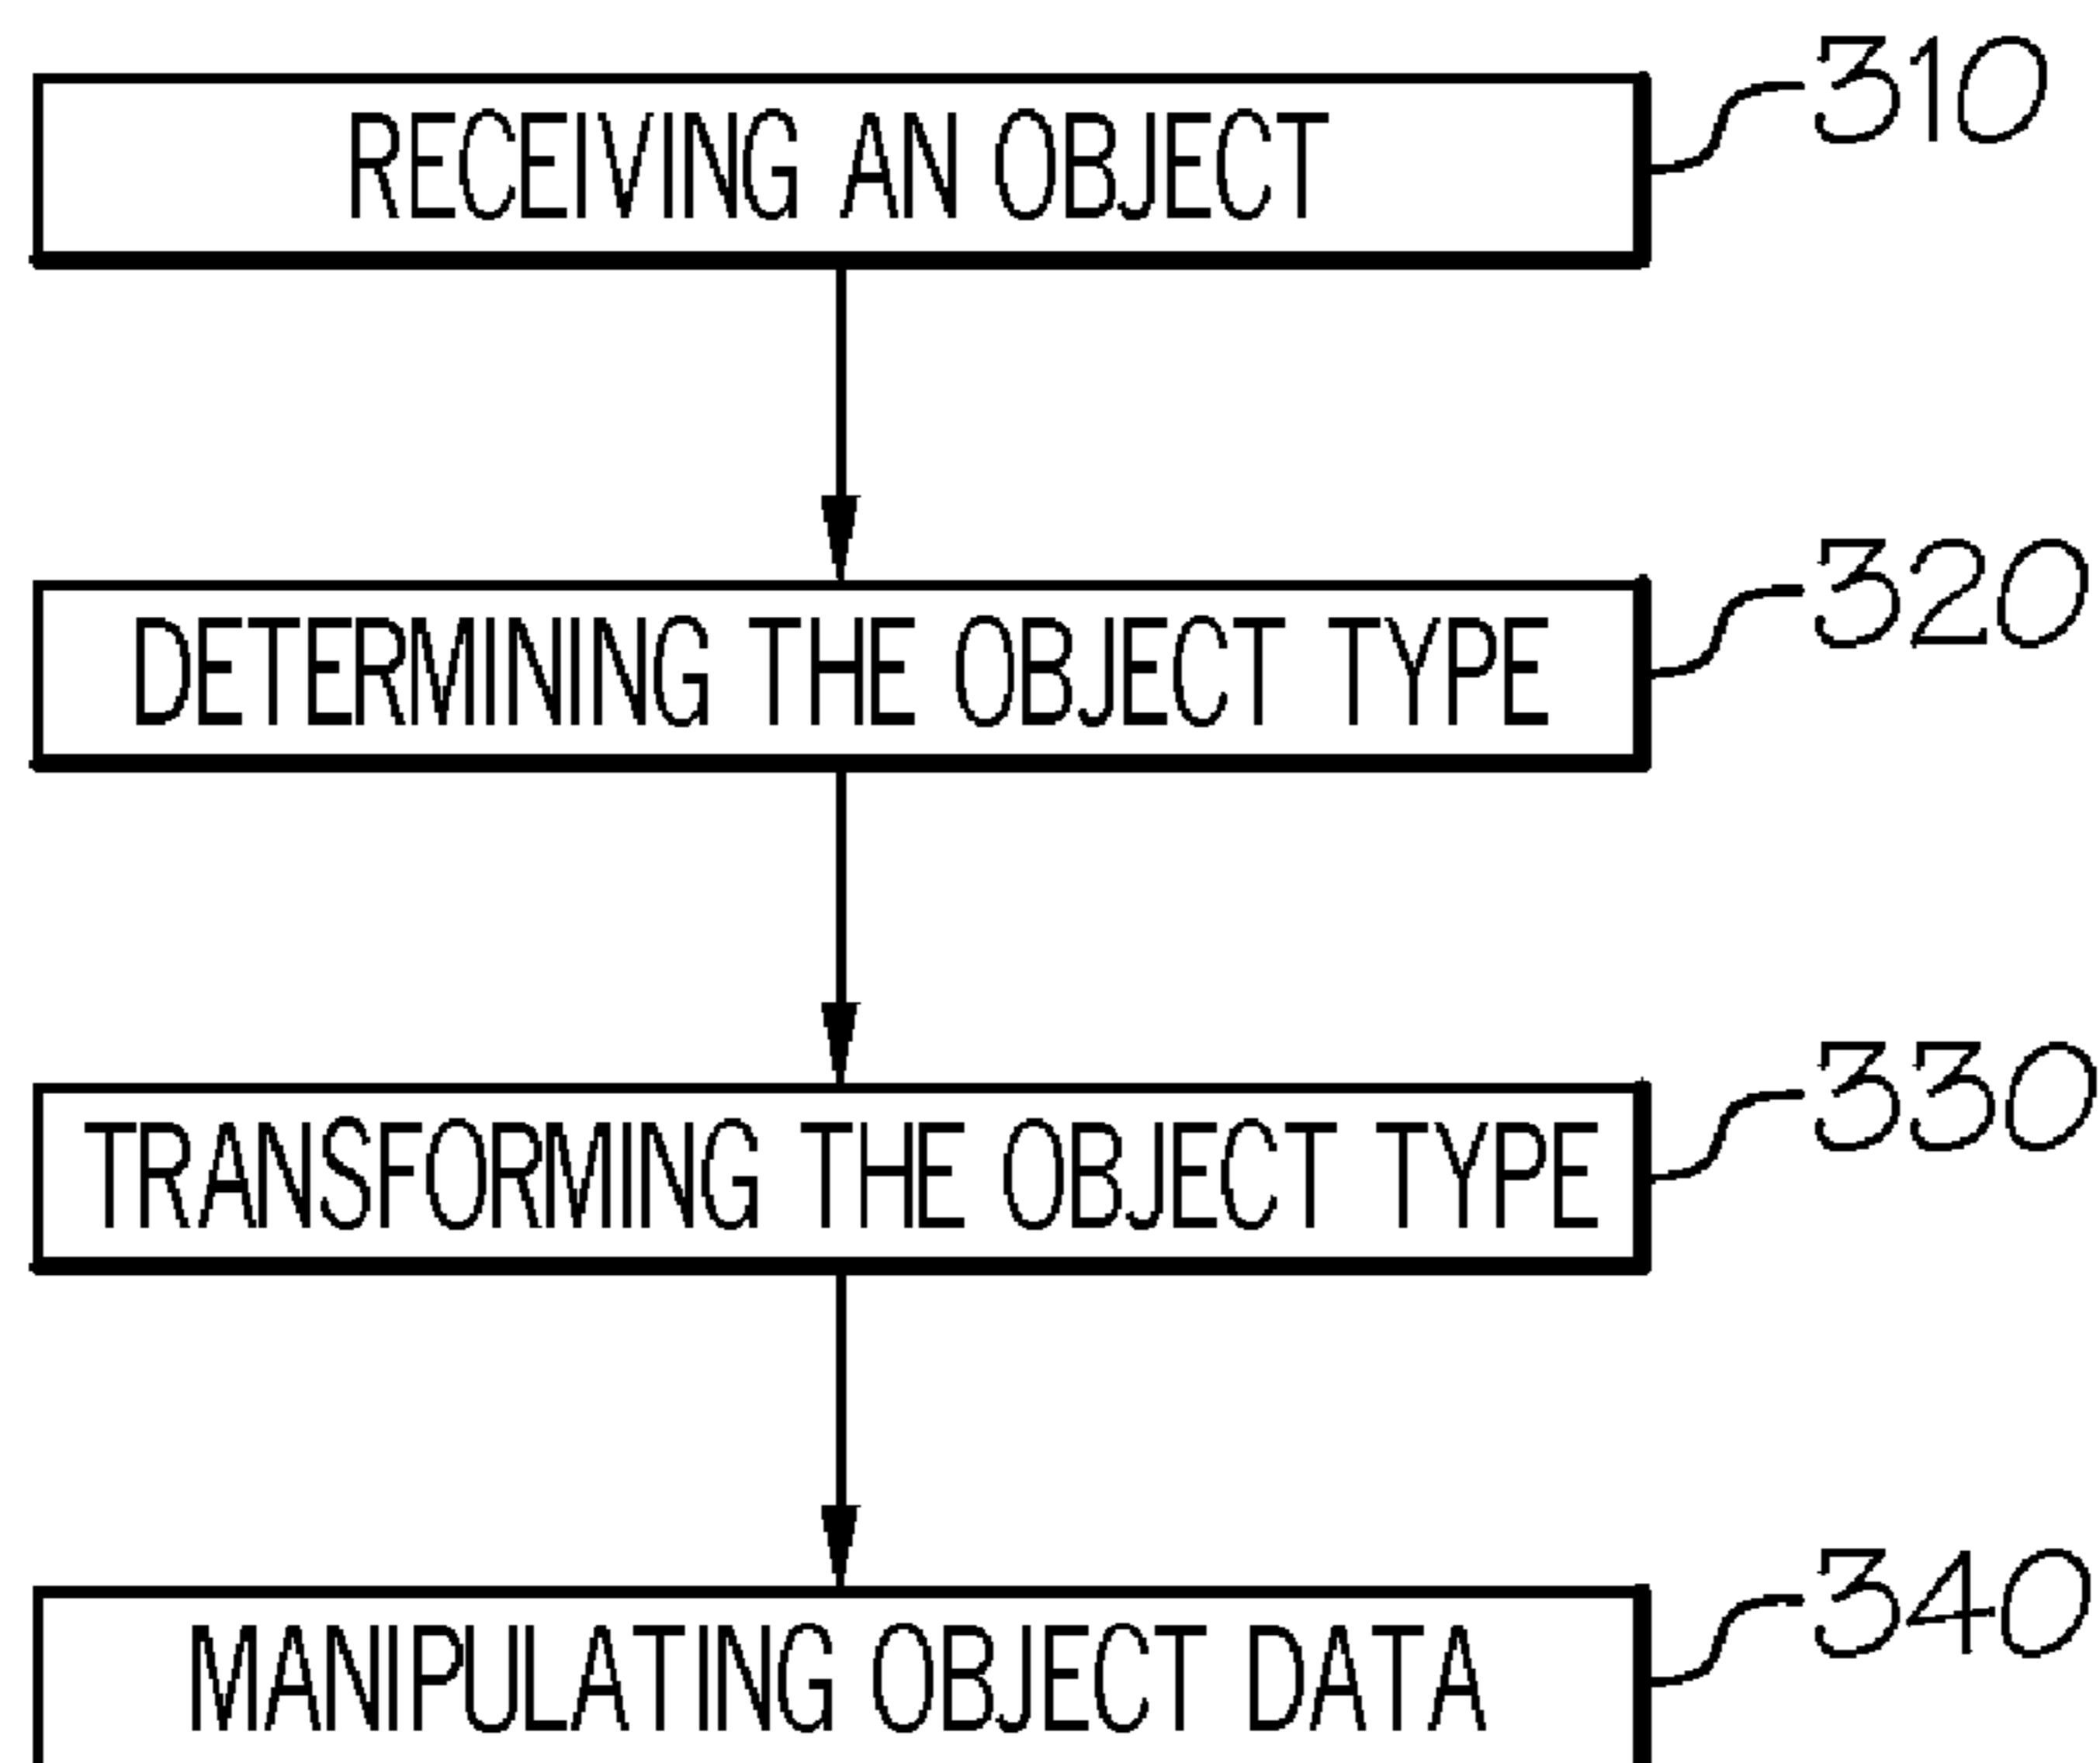 RECEIVING AN OBJECT
310
DETERMINING THE OBJECT TYPE
320
TRANSFORMING THE OBJECT TYPE
330
MANIPULATING OBJECT DATA
340